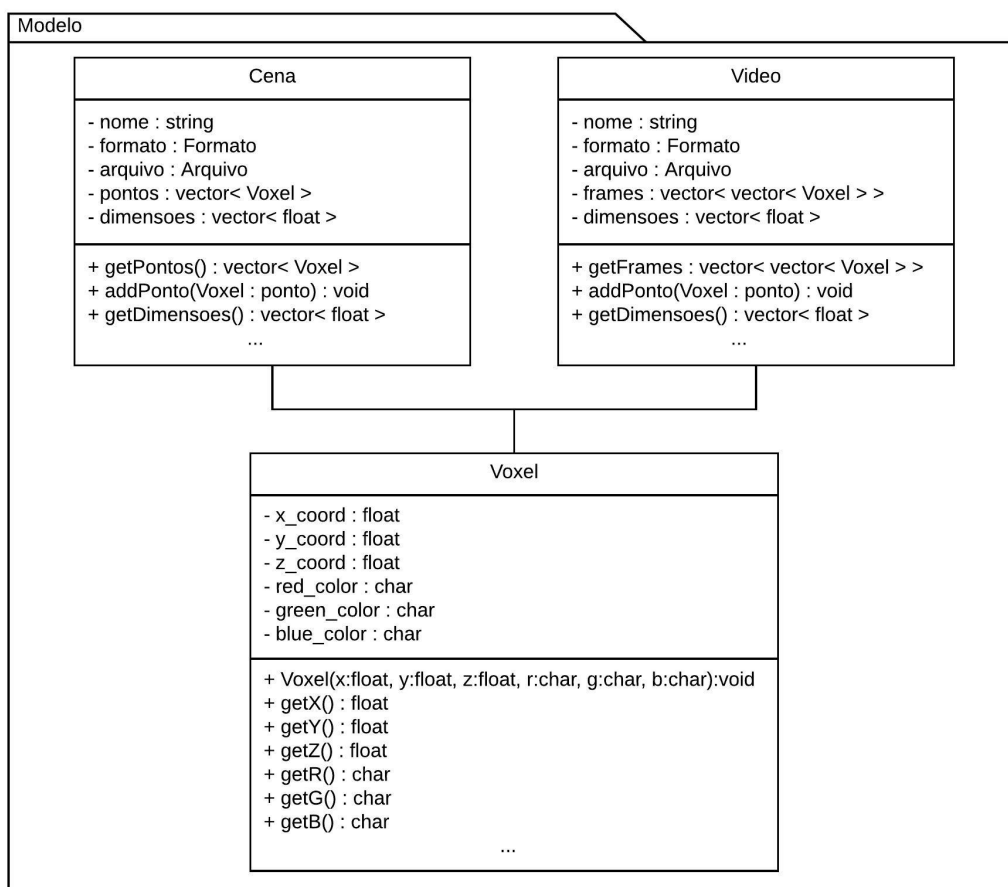 Modelo
Cena
- nome : string
- formato : Formato
- arquivo : Arquivo
- pontos : vector< Voxel >
- dimensoes : vector< float >
+ getPontos() : vector< Voxel >
+ addPonto(Voxel : ponto) : void
+ getDimensoes() : vector< float >
...
Video
- nome : string
- formato : Formato
- arquivo : Arquivo
- frames : vector< vector< Voxel > >
- dimensoes : vector< float >
+ getFrames : vector< vector< Voxel > >
+ addPonto(Voxel : ponto) : void
+ getDimensoes() : vector< float >
...
Voxel
- x_coord : float
- y_coord : float
- z_coord : float
- red_color : char
- green_color : char
- blue_color : char
+ Voxel(x:float, y:float, z:float, r:char, g:char, b:char):void
+ getX() : float
+ getY() : float
+ getZ() : float
+ getR() : char
+ getG() : char
+ getB() : char
...